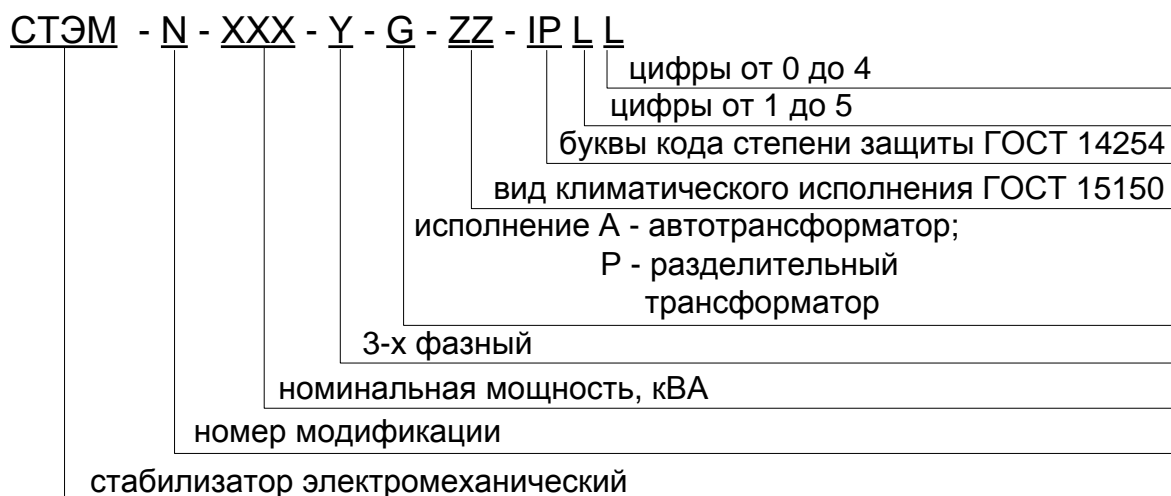 СТЭМ - N - XXX - Y - G - ZZ - IP L L
цифры от 0 до 4
цифры от 1 до 5
буквы кода степени защиты ГОСТ 14254
вид климатического исполнения ГОСТ 15150
исполнение А - автотрансформатор;
Р - разделительный
трансформатор
3-х фазный
номинальная мощность, кВА
номер модификации
стабилизатор электромеханический